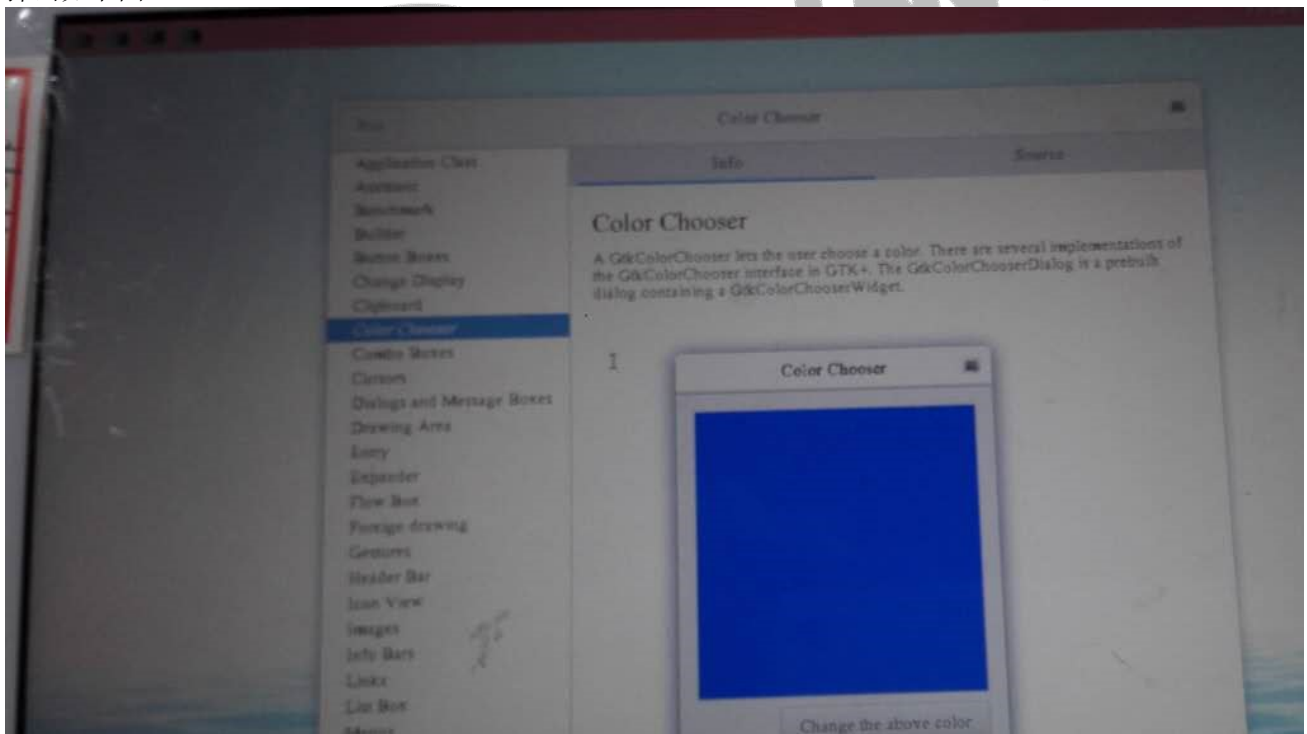 Color Chooser
Info
Source
Application Class
Assistant
Benchmark
Builder
Button Boxes
Change Display
Clipboard
Color Chooser
Combo Boxes
Cursors
Dialogs and Message Boxes
Drawing Area
Entry
Expander
Flow Box
Foreign drawing
Gestures
Header Bar
Icon View
Images
Info Bars
Links
List Box
Menus
Color Chooser
A GtkColorChooser lets the user choose a color. There are several implementations of
the GtkColorChooser interface in GTK+. The GtkColorChooserDialog is a prebuilt
dialog containing a GtkColorChooserWidget.
Color Chooser
Change the above color